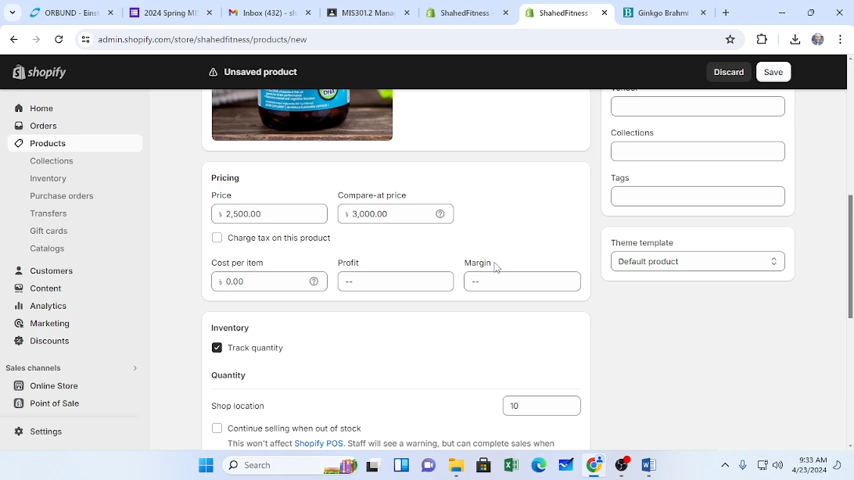 ORBUND - Einst
2024 Spring MI
Inbox (432) - sh
MIS301.2 Mana
ShahedFitness -
ShahedFitness -
Ginkgo Brahmi
admin.shopify.com/store/shahedfitness/products/new
shopify
Unsaved product
Discard
Save
Home
Orders
Products
Collections
Inventory
Purchase orders
Transfers
Gift cards
Catalogs
Customers
Content
Analytics
Marketing
Discounts
Sales channels
Online Store
Point of Sale
Settings
DHA
Pricing
Price
Compare-at price
৳ 2,500.00
৳ 3,000.00
Charge tax on this product
Cost per item
Profit
Margin
৳ 0.00
--
--
Inventory
Track quantity
Quantity
Shop location
10
Continue selling when out of stock
This won't affect Shopify POS. Staff will see a warning, but can complete sales when
Vendor
Collections
Tags
Theme template
Default product
Search
9:33 AM
4/23/2024